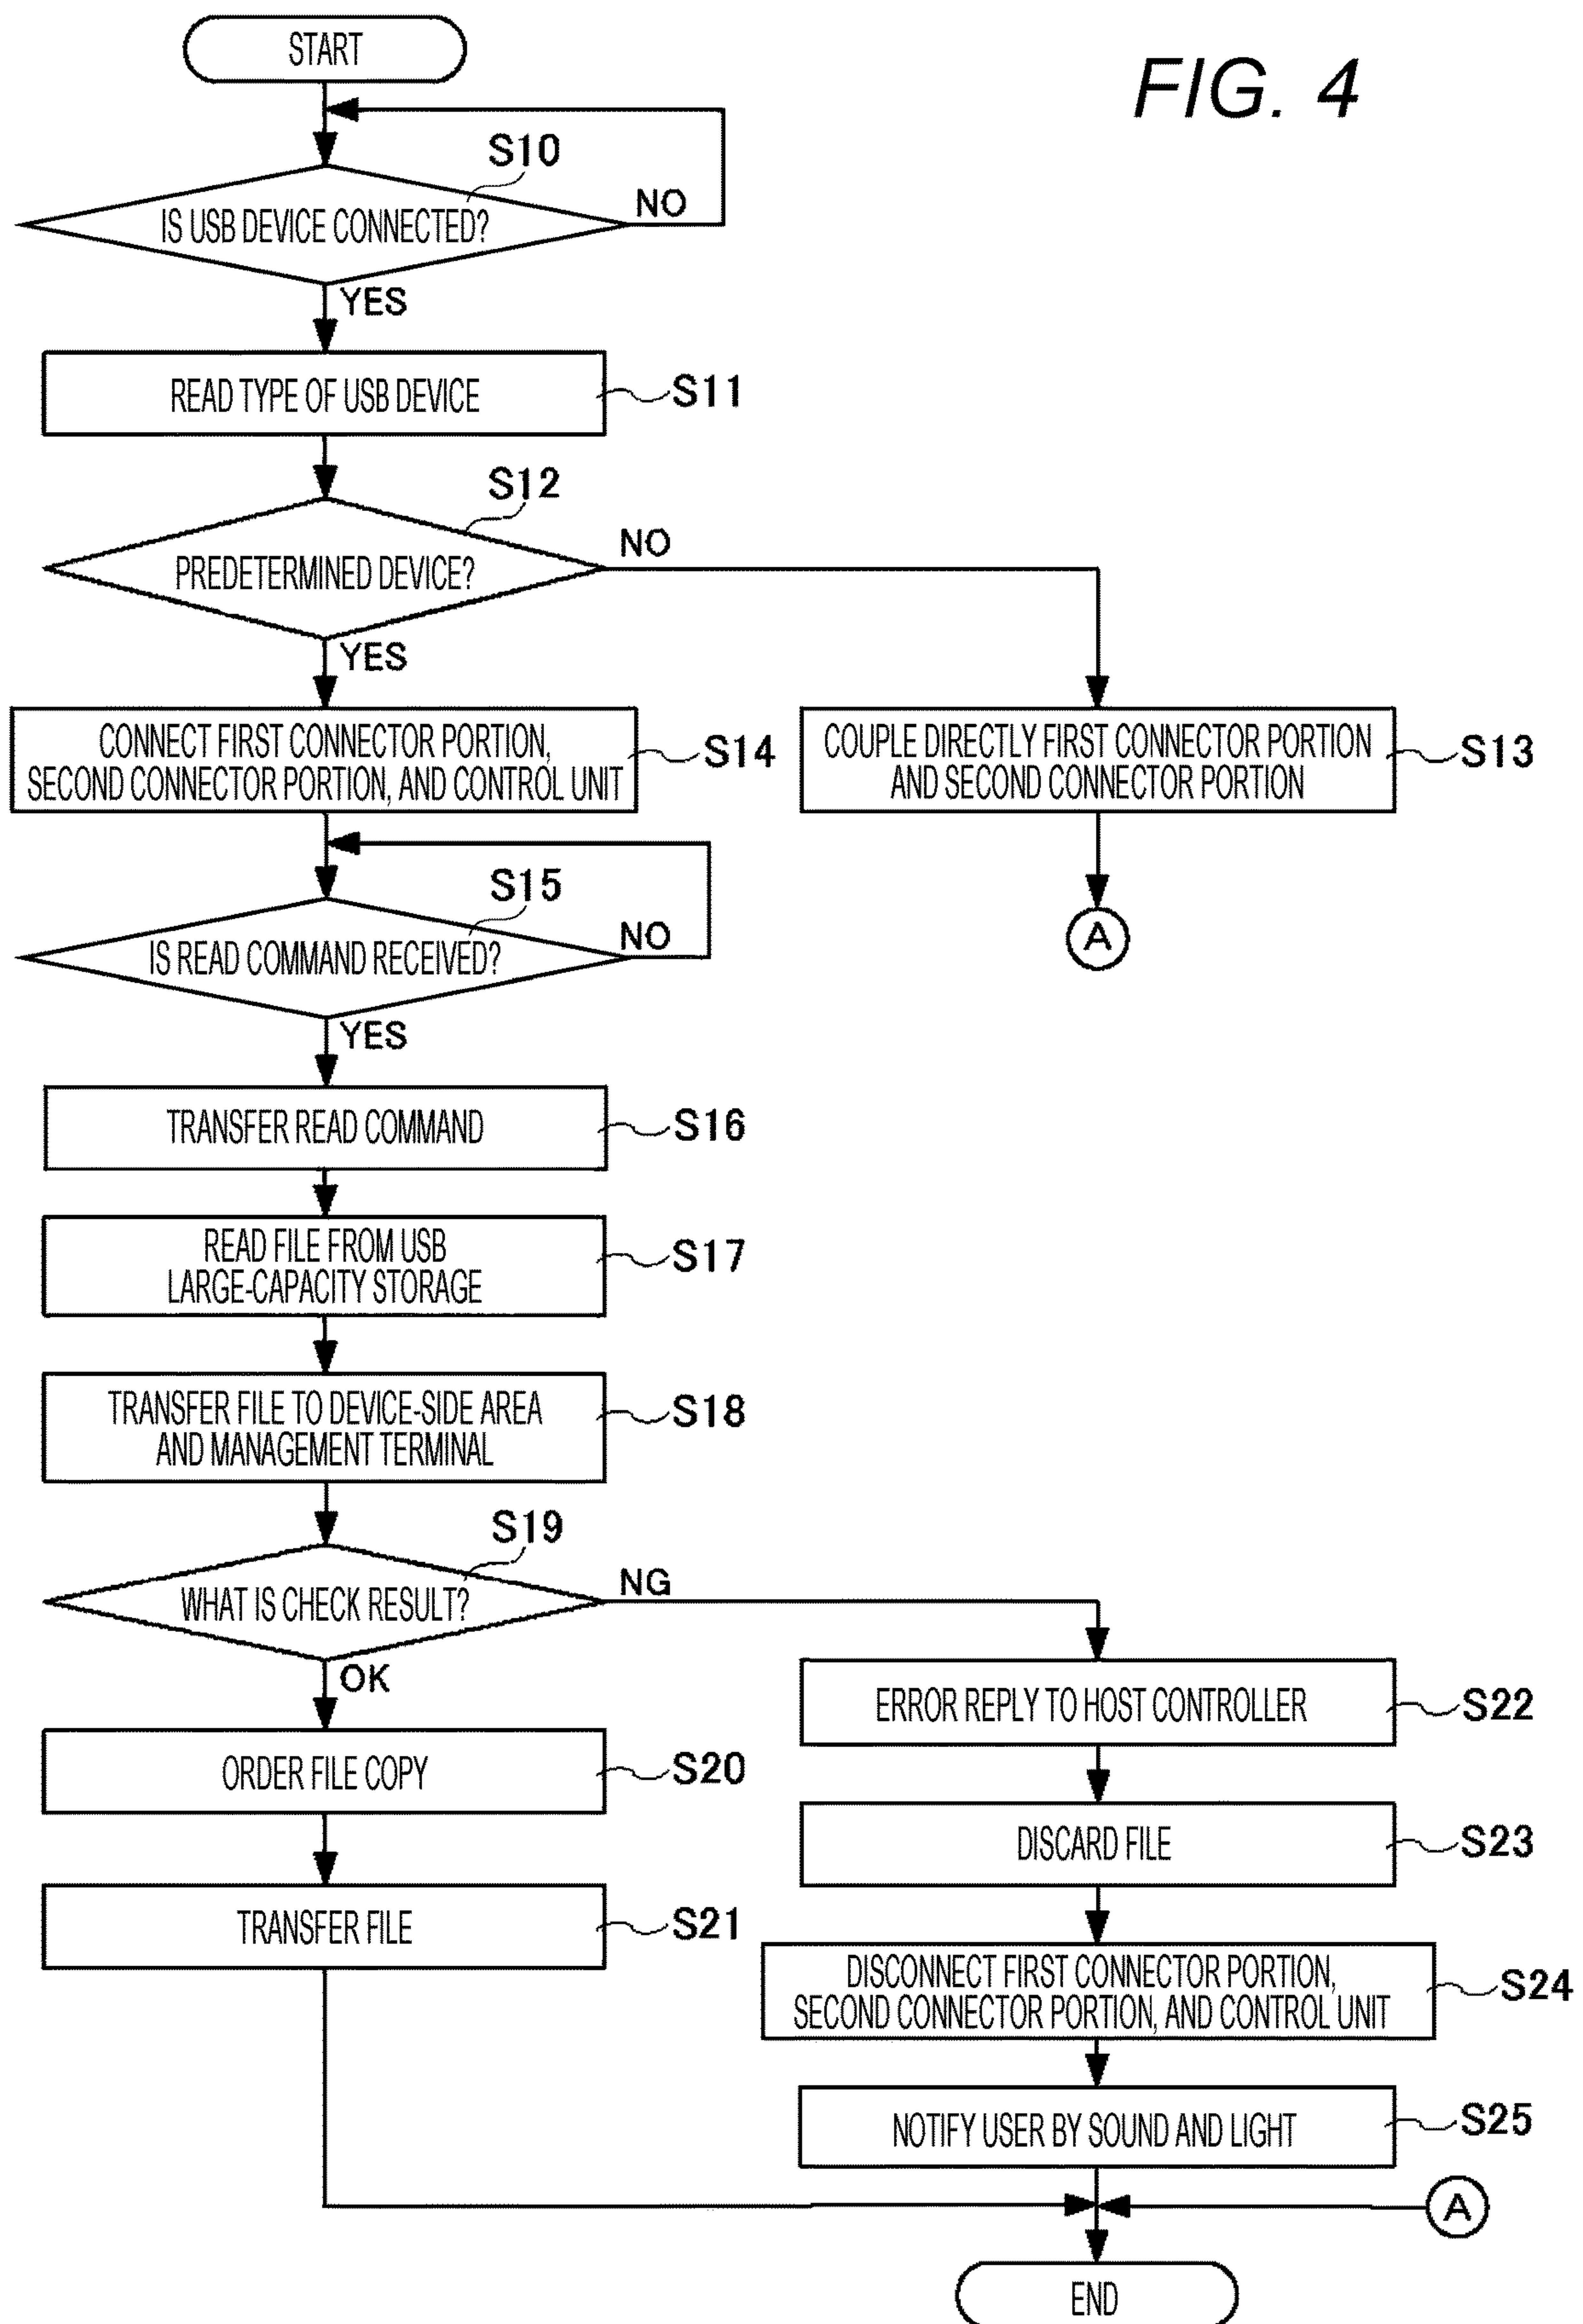 START
FIG. 4
S10
IS USB DEVICE CONNECTED?
NO
YES
READ TYPE OF USB DEVICE
S11
S12
PREDETERMINED DEVICE?
NO
YES
CONNECT FIRST CONNECTOR PORTION,
SECOND CONNECTOR PORTION, AND CONTROL UNIT
S14
COUPLE DIRECTLY FIRST CONNECTOR PORTION
AND SECOND CONNECTOR PORTION
S13
A
S15
IS READ COMMAND RECEIVED?
NO
YES
TRANSFER READ COMMAND
S16
READ FILE FROM USB
LARGE-CAPACITY STORAGE
S17
TRANSFER FILE TO DEVICE-SIDE AREA
AND MANAGEMENT TERMINAL
S18
S19
WHAT IS CHECK RESULT?
NG
OK
ORDER FILE COPY
S20
TRANSFER FILE
S21
ERROR REPLY TO HOST CONTROLLER
S22
DISCARD FILE
S23
DISCONNECT FIRST CONNECTOR PORTION,
SECOND CONNECTOR PORTION, AND CONTROL UNIT
S24
NOTIFY USER BY SOUND AND LIGHT
S25
A
END